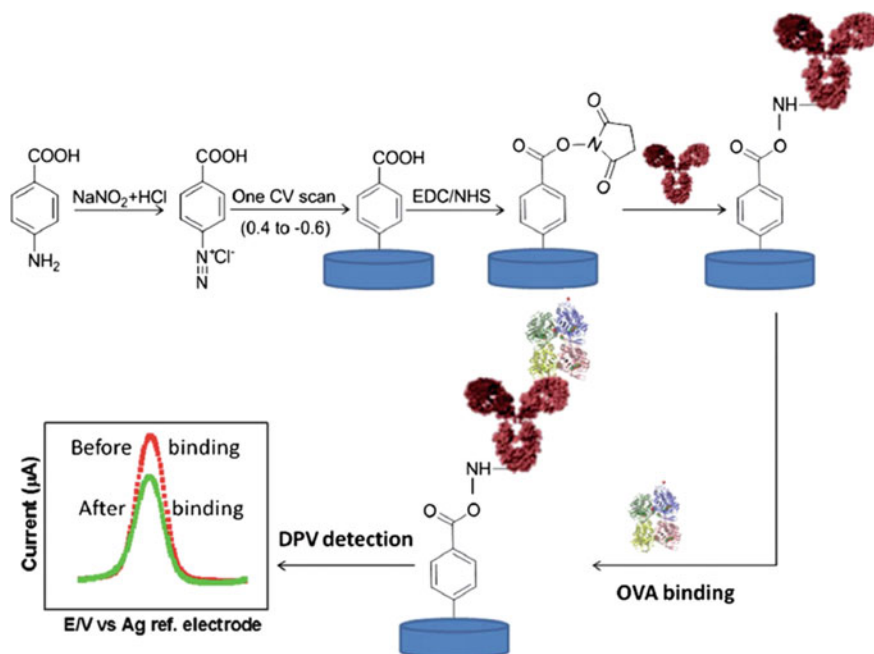 COOH
NH₂
NaNO₂+HCl
COOH
N⁺Cl⁻
N
One CV scan
(0.4 to -0.6)
COOH
EDC/NHS
O
O
O
N
O
NH
O
O
Before binding
After binding
Current (µA)
E/V vs Ag ref. electrode
DPV detection
NH
O
O
OVA binding